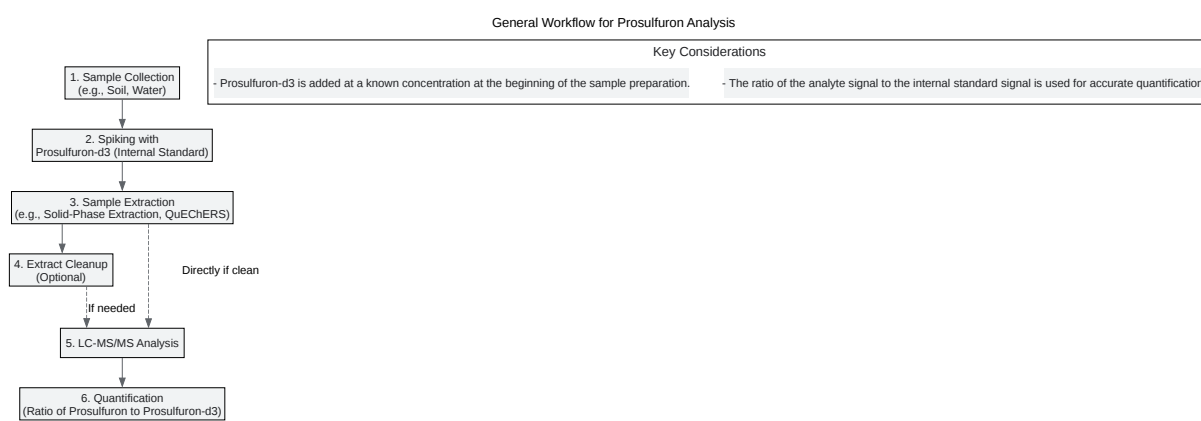 General Workflow for Prosulfuron Analysis
Key Considerations
- Prosulfuron-d3 is added at a known concentration at the beginning of the sample preparation.
- The ratio of the analyte signal to the internal standard signal is used for accurate quantification
1. Sample Collection
(e.g., Soil, Water)
2. Spiking with
Prosulfuron-d3 (Internal Standard)
3. Sample Extraction
(e.g., Solid-Phase Extraction, QuEChERS)
4. Extract Cleanup
(Optional)
Directly if clean
If needed
5. LC-MS/MS Analysis
6. Quantification
(Ratio of Prosulfuron to Prosulfuron-d3)